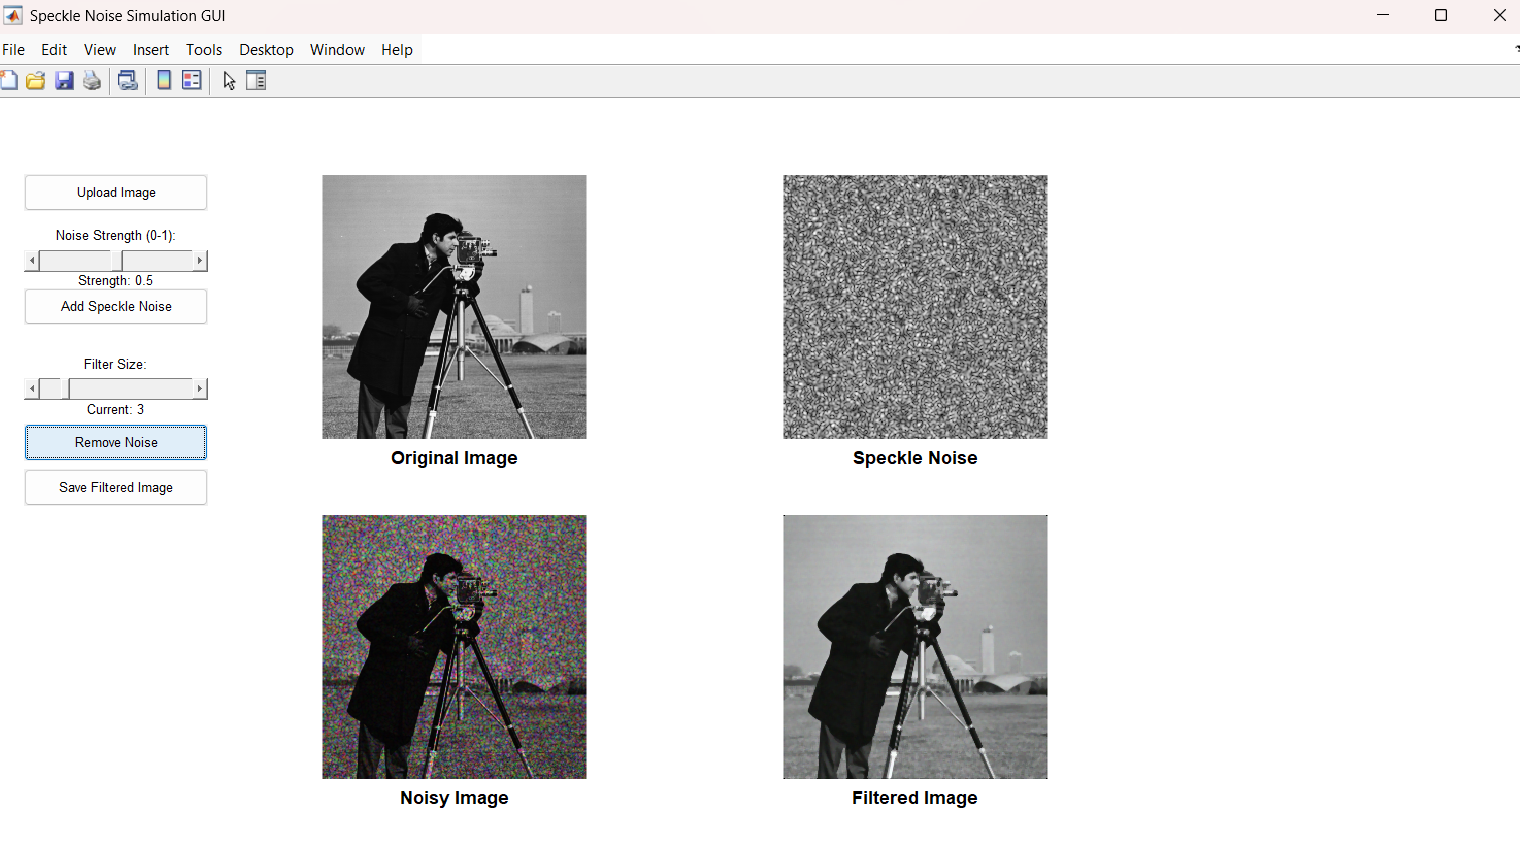 Speckle Noise Simulation GUI
File Edit View Insert Tools Desktop Window Help
Upload Image
Noise Strength (0-1):
Strength: 0.5
Add Speckle Noise
Filter Size:
Current: 3
Remove Noise
Save Filtered Image
Original Image
Speckle Noise
Noisy Image
Filtered Image